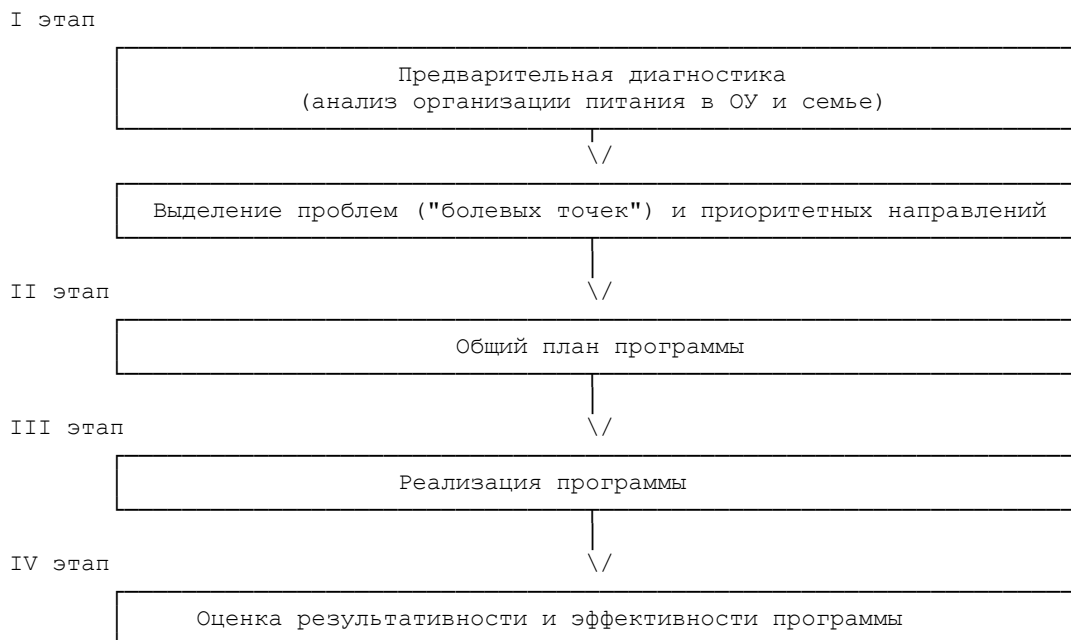 I этап
Предварительная диагностика
(анализ организации питания в ОУ и семье)
Выделение проблем ("болевых точек") и приоритетных направлений
II этап
Общий план программы
III этап
Реализация программы
IV этап
Оценка результативности и эффективности программы